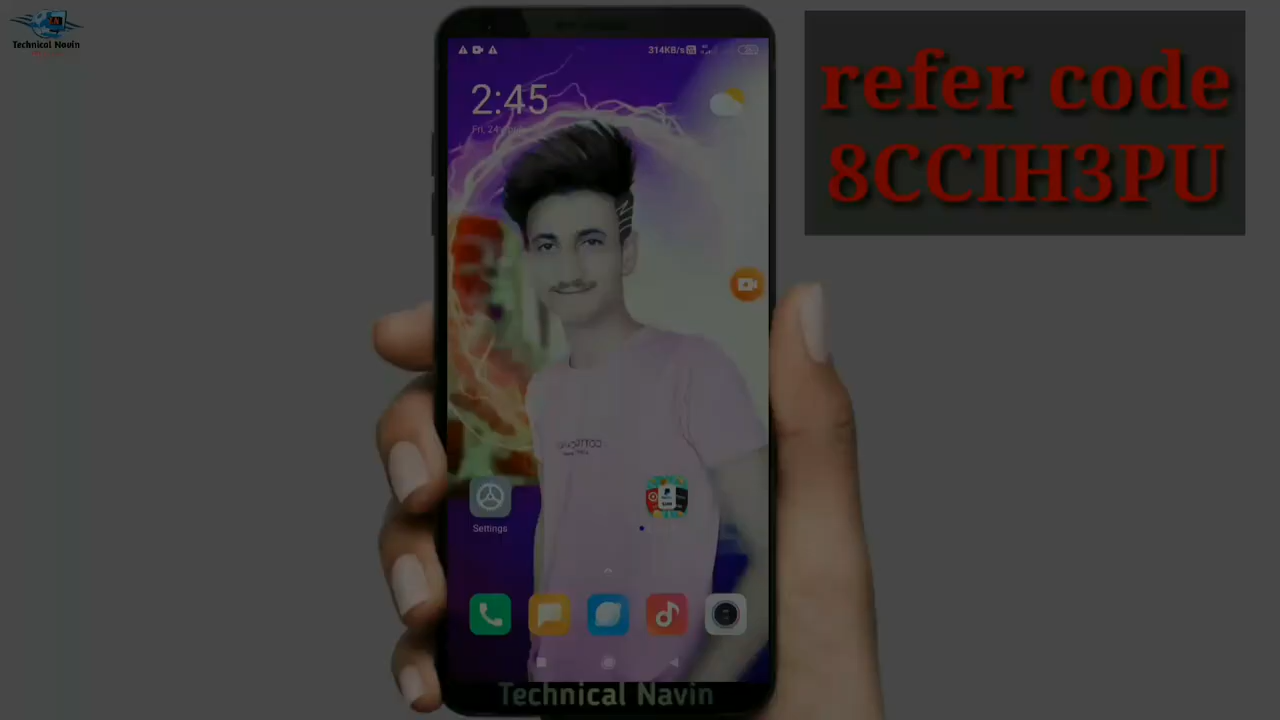 Technical Navin
314KB/s
2:45
refer code
8CCIH3PU
Settings
Technical Navin